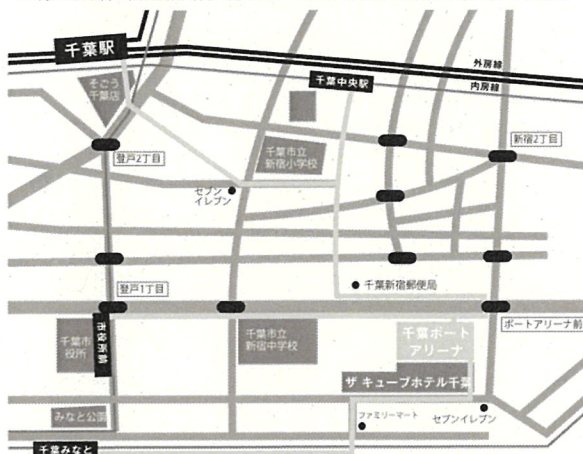 千葉駅
外房線
内房線
千葉中央駅
そごう
千葉店
新宿2丁目
千葉市立
新宿小学校
登戸2丁目
セブン
イレブン
千葉新宿郵便局
登戸1丁目
市役所前
千葉市
役所
千葉市立
新宿中学校
千葉ポート
アリーナ
ポートアリーナ前
ザ キューブホテル千葉
みなと公園
ファミリーマート
セブンイレブン
千葉みなと